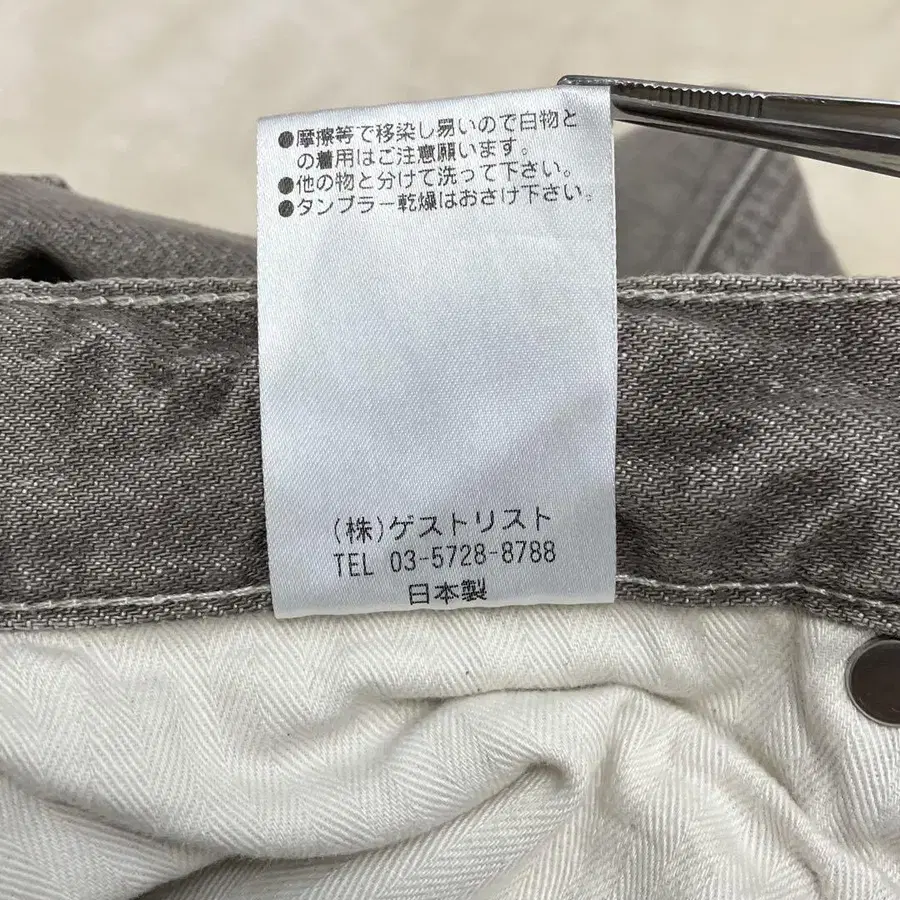 ●摩擦等で移染し易いので白物と
の着用はご注意願います。
●他の物と分けて洗って下さい。
●タンブラー乾燥はおさけ下さい。
(株)ゲストリスト
TEL 03-5728-8788
日本製